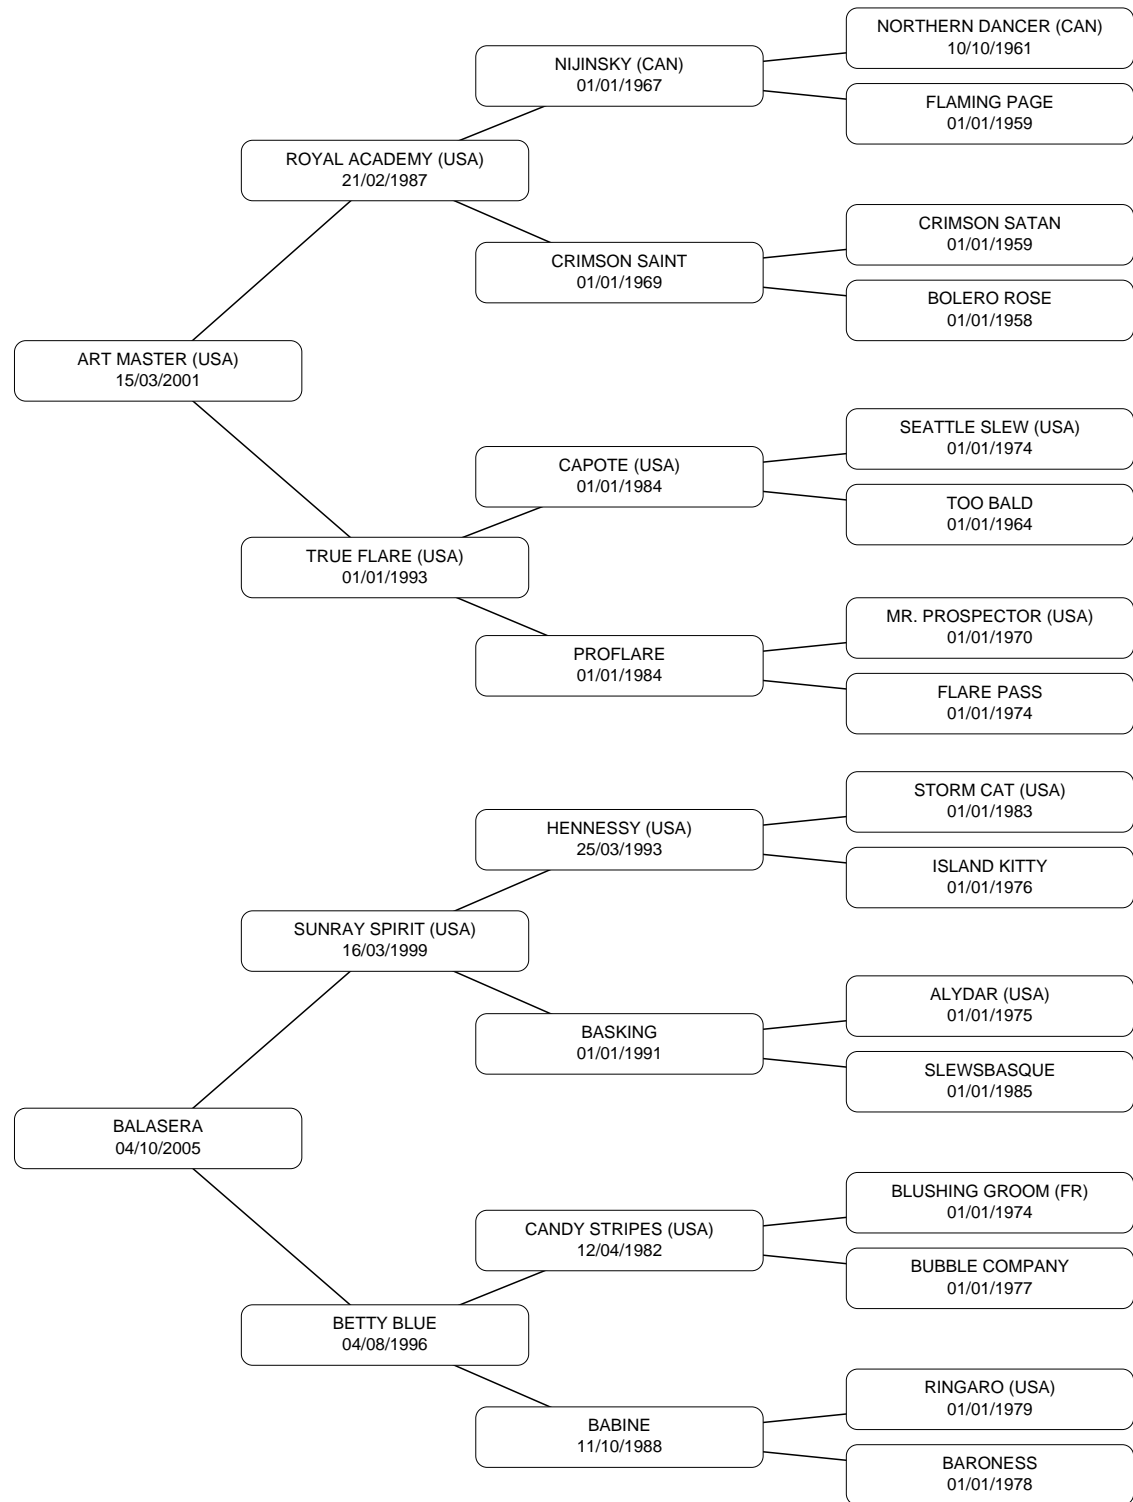 NORTHERN DANCER (CAN)
10/10/1961
NIJINSKY (CAN)
01/01/1967
FLAMING PAGE
01/01/1959
ROYAL ACADEMY (USA)
21/02/1987
CRIMSON SATAN
01/01/1959
CRIMSON SAINT
01/01/1969
BOLERO ROSE
01/01/1958
ART MASTER (USA)
15/03/2001
SEATTLE SLEW (USA)
01/01/1974
CAPOTE (USA)
01/01/1984
TOO BALD
01/01/1964
TRUE FLARE (USA)
01/01/1993
MR. PROSPECTOR (USA)
01/01/1970
PROFLARE
01/01/1984
FLARE PASS
01/01/1974
STORM CAT (USA)
01/01/1983
HENNESSY (USA)
25/03/1993
ISLAND KITTY
01/01/1976
SUNRAY SPIRIT (USA)
16/03/1999
ALYDAR (USA)
01/01/1975
BASKING
01/01/1991
SLEWSBASQUE
01/01/1985
BALASERA
04/10/2005
BLUSHING GROOM (FR)
01/01/1974
CANDY STRIPES (USA)
12/04/1982
BUBBLE COMPANY
01/01/1977
BETTY BLUE
04/08/1996
RINGARO (USA)
01/01/1979
BABINE
11/10/1988
BARONESS
01/01/1978